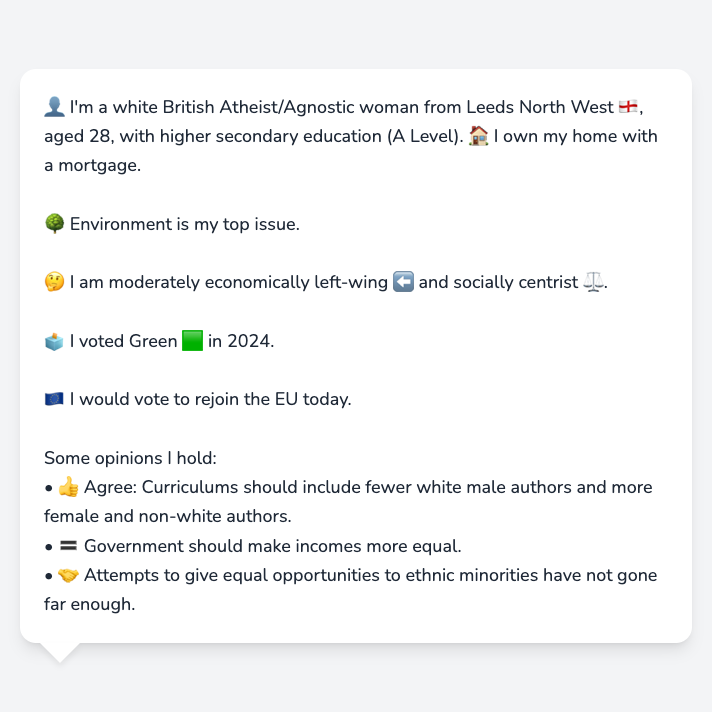 👤 I'm a white British Atheist/Agnostic woman from Leeds North West 🏴󠁧󠁢󠁥󠁮󠁧󠁿,
aged 28, with higher secondary education (A Level). 🏠 I own my home with
a mortgage.
🌳 Environment is my top issue.
🤔 I am moderately economically left-wing ⬅️ and socially centrist ⚖️.
🗳️ I voted Green 🟩 in 2024.
🇪🇺 I would vote to rejoin the EU today.
Some opinions I hold:
• 👍 Agree: Curriculums should include fewer white male authors and more
female and non-white authors.
• 🟰 Government should make incomes more equal.
• 🤝 Attempts to give equal opportunities to ethnic minorities have not gone
far enough.